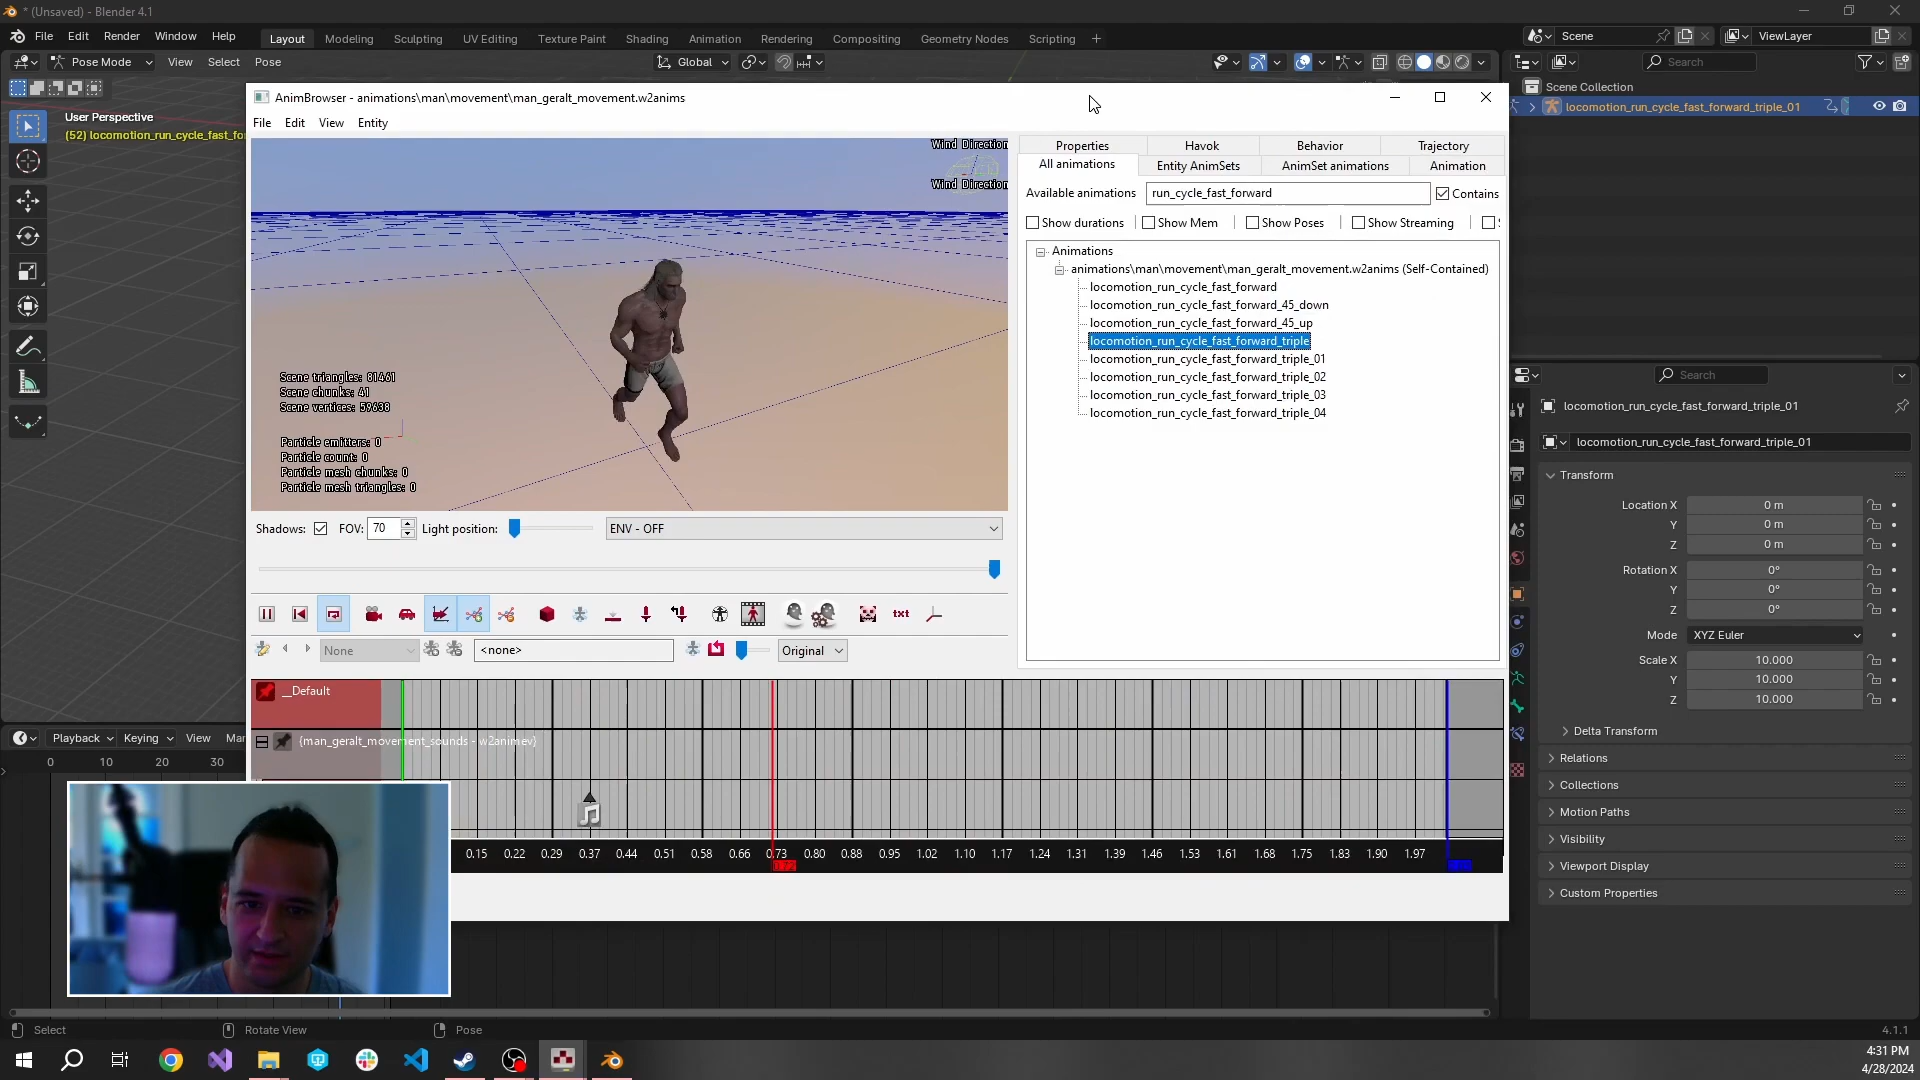 * (Unsaved) - Blender 4.1
File Edit Render Window Help
Layout Modeling Sculpting UV Editing Texture Paint Shading Animation Rendering Compositing Geometry Nodes Scripting +
Scene
ViewLayer
Pose Mode View Select Pose
Global
Search
User Perspective
(52) locomotion_run_cycle_fast_fo
Scene Collection
locomotion_run_cycle_fast_forward_triple_01
AnimBrowser - animations\man\movement\man_geralt_movement.w2anims
File Edit View Entity
Wind Direction
Wind Direction
Scene triangles: 81461
Scene chunks: 41
Scene vertices: 59638
Particle emitters: 0
Particle count: 0
Particle mesh chunks: 0
Particle mesh triangles: 0
Properties Havok Behavior Trajectory
All animations Entity AnimSets AnimSet animations Animation
Available animations run_cycle_fast_forward Contains
Show durations Show Mem Show Poses Show Streaming
Animations
animations\man\movement\man_geralt_movement.w2anims (Self-Contained)
locomotion_run_cycle_fast_forward
locomotion_run_cycle_fast_forward_45_down
locomotion_run_cycle_fast_forward_45_up
locomotion_run_cycle_fast_forward_triple
locomotion_run_cycle_fast_forward_triple_01
locomotion_run_cycle_fast_forward_triple_02
locomotion_run_cycle_fast_forward_triple_03
locomotion_run_cycle_fast_forward_triple_04
Shadows: FOV: 70 Light position: ENV - OFF
txt
None <none> Original
__Default
(man_geralt_movement_sounds - w2animev)
0.15 0.22 0.29 0.37 0.44 0.51 0.58 0.66 0.73 0.80 0.88 0.95 1.02 1.10 1.17 1.24 1.31 1.39 1.46 1.53 1.61 1.68 1.75 1.83 1.90 1.97
Search
locomotion_run_cycle_fast_forward_triple_01
locomotion_run_cycle_fast_forward_triple_01
Transform
Location X 0 m
Y 0 m
Z 0 m
Rotation X 0°
Y 0°
Z 0°
Mode XYZ Euler
Scale X 10.000
Y 10.000
Z 10.000
Delta Transform
Relations
Collections
Motion Paths
Visibility
Viewport Display
Custom Properties
Playback Keying View Mar
0 10 20 30
Select Rotate View Pose
4.1.1
4:31 PM
4/28/2024